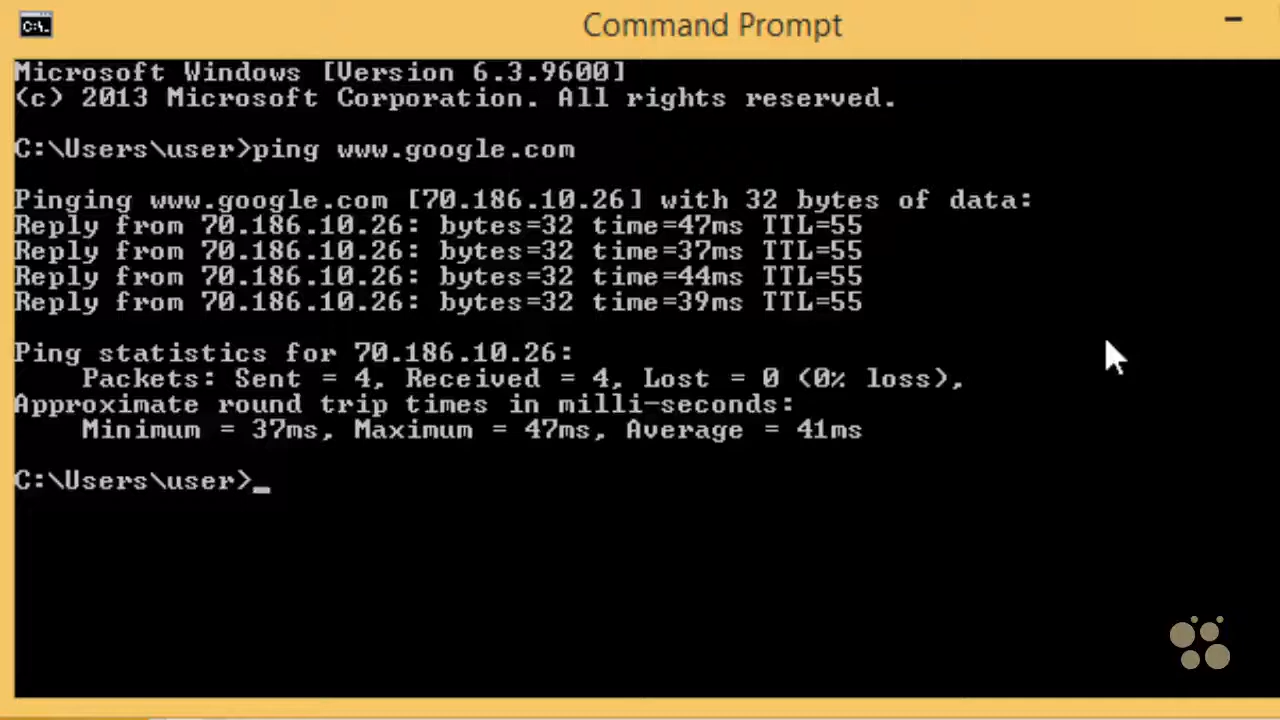 Command Prompt
Microsoft Windows [Version 6.3.9600]
(c) 2013 Microsoft Corporation. All rights reserved.
C:\Users\user>ping www.google.com
Pinging www.google.com [70.186.10.26] with 32 bytes of data:
Reply from 70.186.10.26: bytes=32 time=47ms TTL=55
Reply from 70.186.10.26: bytes=32 time=37ms TTL=55
Reply from 70.186.10.26: bytes=32 time=44ms TTL=55
Reply from 70.186.10.26: bytes=32 time=39ms TTL=55
Ping statistics for 70.186.10.26:
Packets: Sent = 4, Received = 4, Lost = 0 (0% loss),
Approximate round trip times in milli-seconds:
Minimum = 37ms, Maximum = 47ms, Average = 41ms
C:\Users\user>_